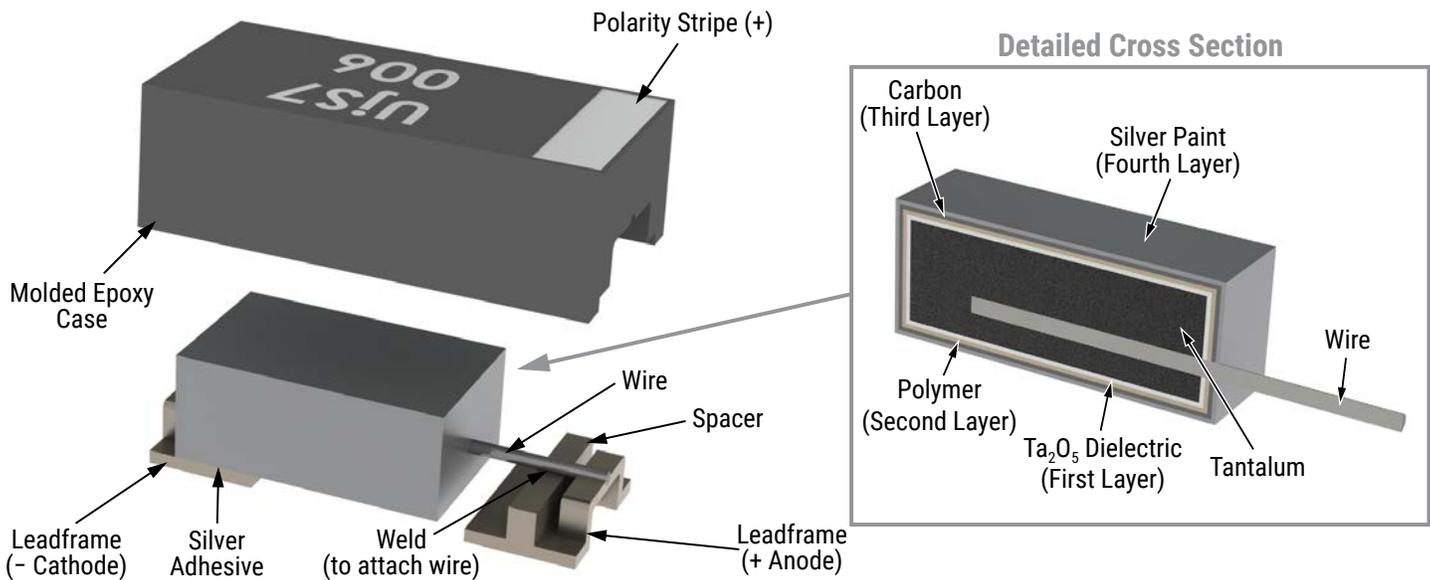 Polarity Stripe (+)
006
Ujs7
Molded Epoxy
Case
Wire
Spacer
Leadframe
(− Cathode)
Silver
Adhesive
Weld
(to attach wire)
Leadframe
(+ Anode)
Detailed Cross Section
Carbon
(Third Layer)
Silver Paint
(Fourth Layer)
Wire
Polymer
(Second Layer)
Ta₂O₅ Dielectric
(First Layer)
Tantalum